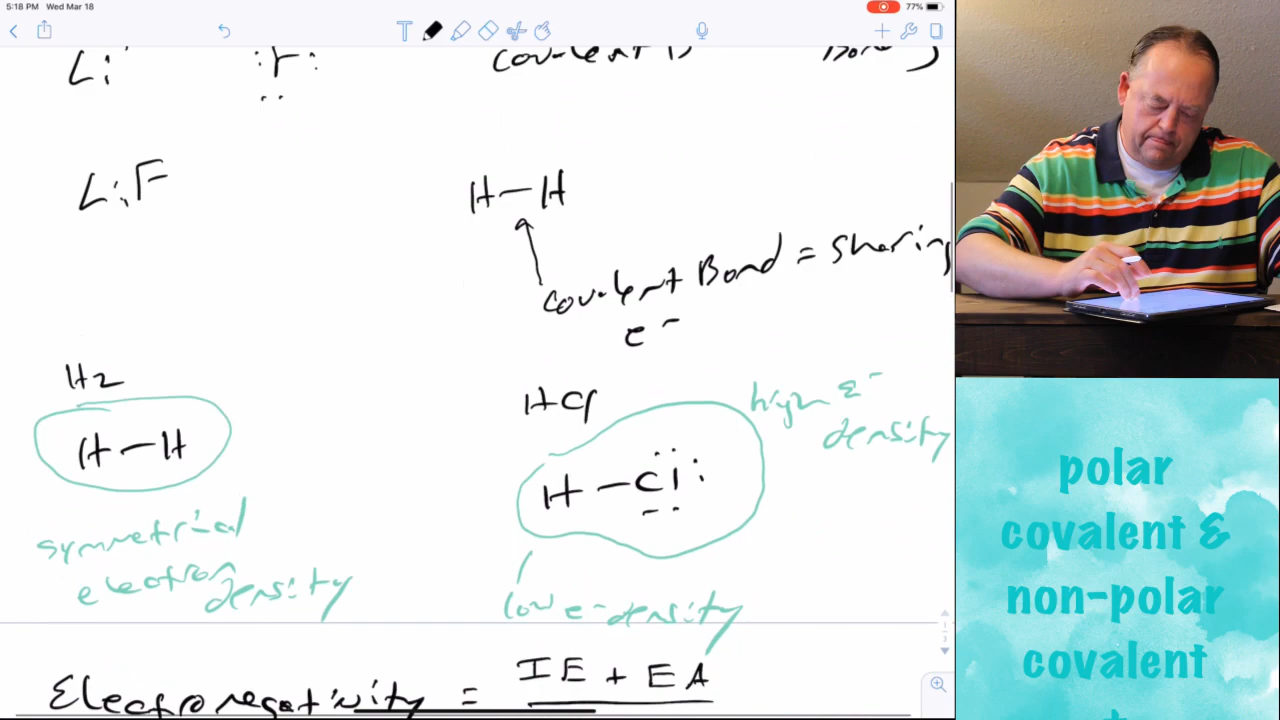 5:18 PM Wed Mar 18
77%
Li :F:
covalent B
LiF
H-H
covalent Bond = sharing
e-
H2
H-H
symmetrical
electron density
HCl
H-Cl:
high e-
density
low e- density
Electronegativity = IE + EA
polar
covalent &
non-polar
covalent
+